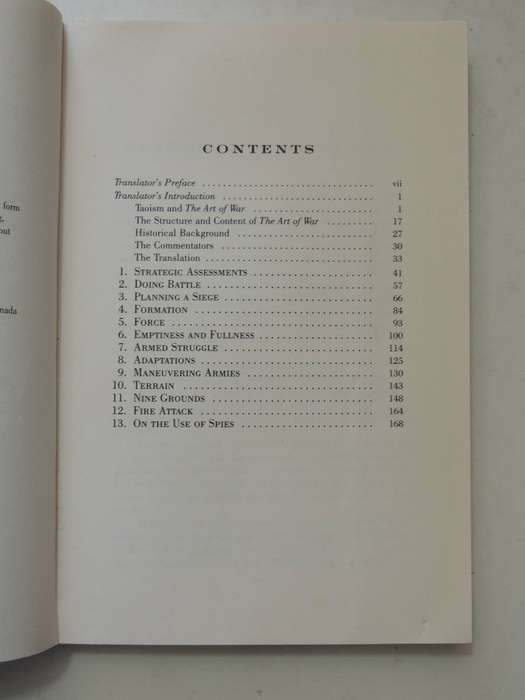 form
out
nada
CONTENTS
Translator's Preface . . . . . . . . . . . . . . . . . . . . . . . . . . . . . . . . vii
Translator's Introduction . . . . . . . . . . . . . . . . . . . . . . . . . . . . 1
Taoism and The Art of War . . . . . . . . . . . . . . . . . . . . . . . 1
The Structure and Content of The Art of War . . . . . . . . . 17
Historical Background . . . . . . . . . . . . . . . . . . . . . . . . . . 27
The Commentators . . . . . . . . . . . . . . . . . . . . . . . . . . . . 30
The Translation . . . . . . . . . . . . . . . . . . . . . . . . . . . . . . . 33
1. STRATEGIC ASSESSMENTS . . . . . . . . . . . . . . . . . . . . . . . 41
2. DOING BATTLE . . . . . . . . . . . . . . . . . . . . . . . . . . . . . . . 57
3. PLANNING A SIEGE . . . . . . . . . . . . . . . . . . . . . . . . . . . . 66
4. FORMATION . . . . . . . . . . . . . . . . . . . . . . . . . . . . . . . . . 84
5. FORCE . . . . . . . . . . . . . . . . . . . . . . . . . . . . . . . . . . . . . 93
6. EMPTINESS AND FULLNESS . . . . . . . . . . . . . . . . . . . . . . 100
7. ARMED STRUGGLE . . . . . . . . . . . . . . . . . . . . . . . . . . . . 114
8. ADAPTATIONS . . . . . . . . . . . . . . . . . . . . . . . . . . . . . . . . 125
9. MANEUVERING ARMIES . . . . . . . . . . . . . . . . . . . . . . . . . 130
10. TERRAIN . . . . . . . . . . . . . . . . . . . . . . . . . . . . . . . . . . . 143
11. NINE GROUNDS . . . . . . . . . . . . . . . . . . . . . . . . . . . . . . 148
12. FIRE ATTACK . . . . . . . . . . . . . . . . . . . . . . . . . . . . . . . . 164
13. ON THE USE OF SPIES . . . . . . . . . . . . . . . . . . . . . . . . . 168